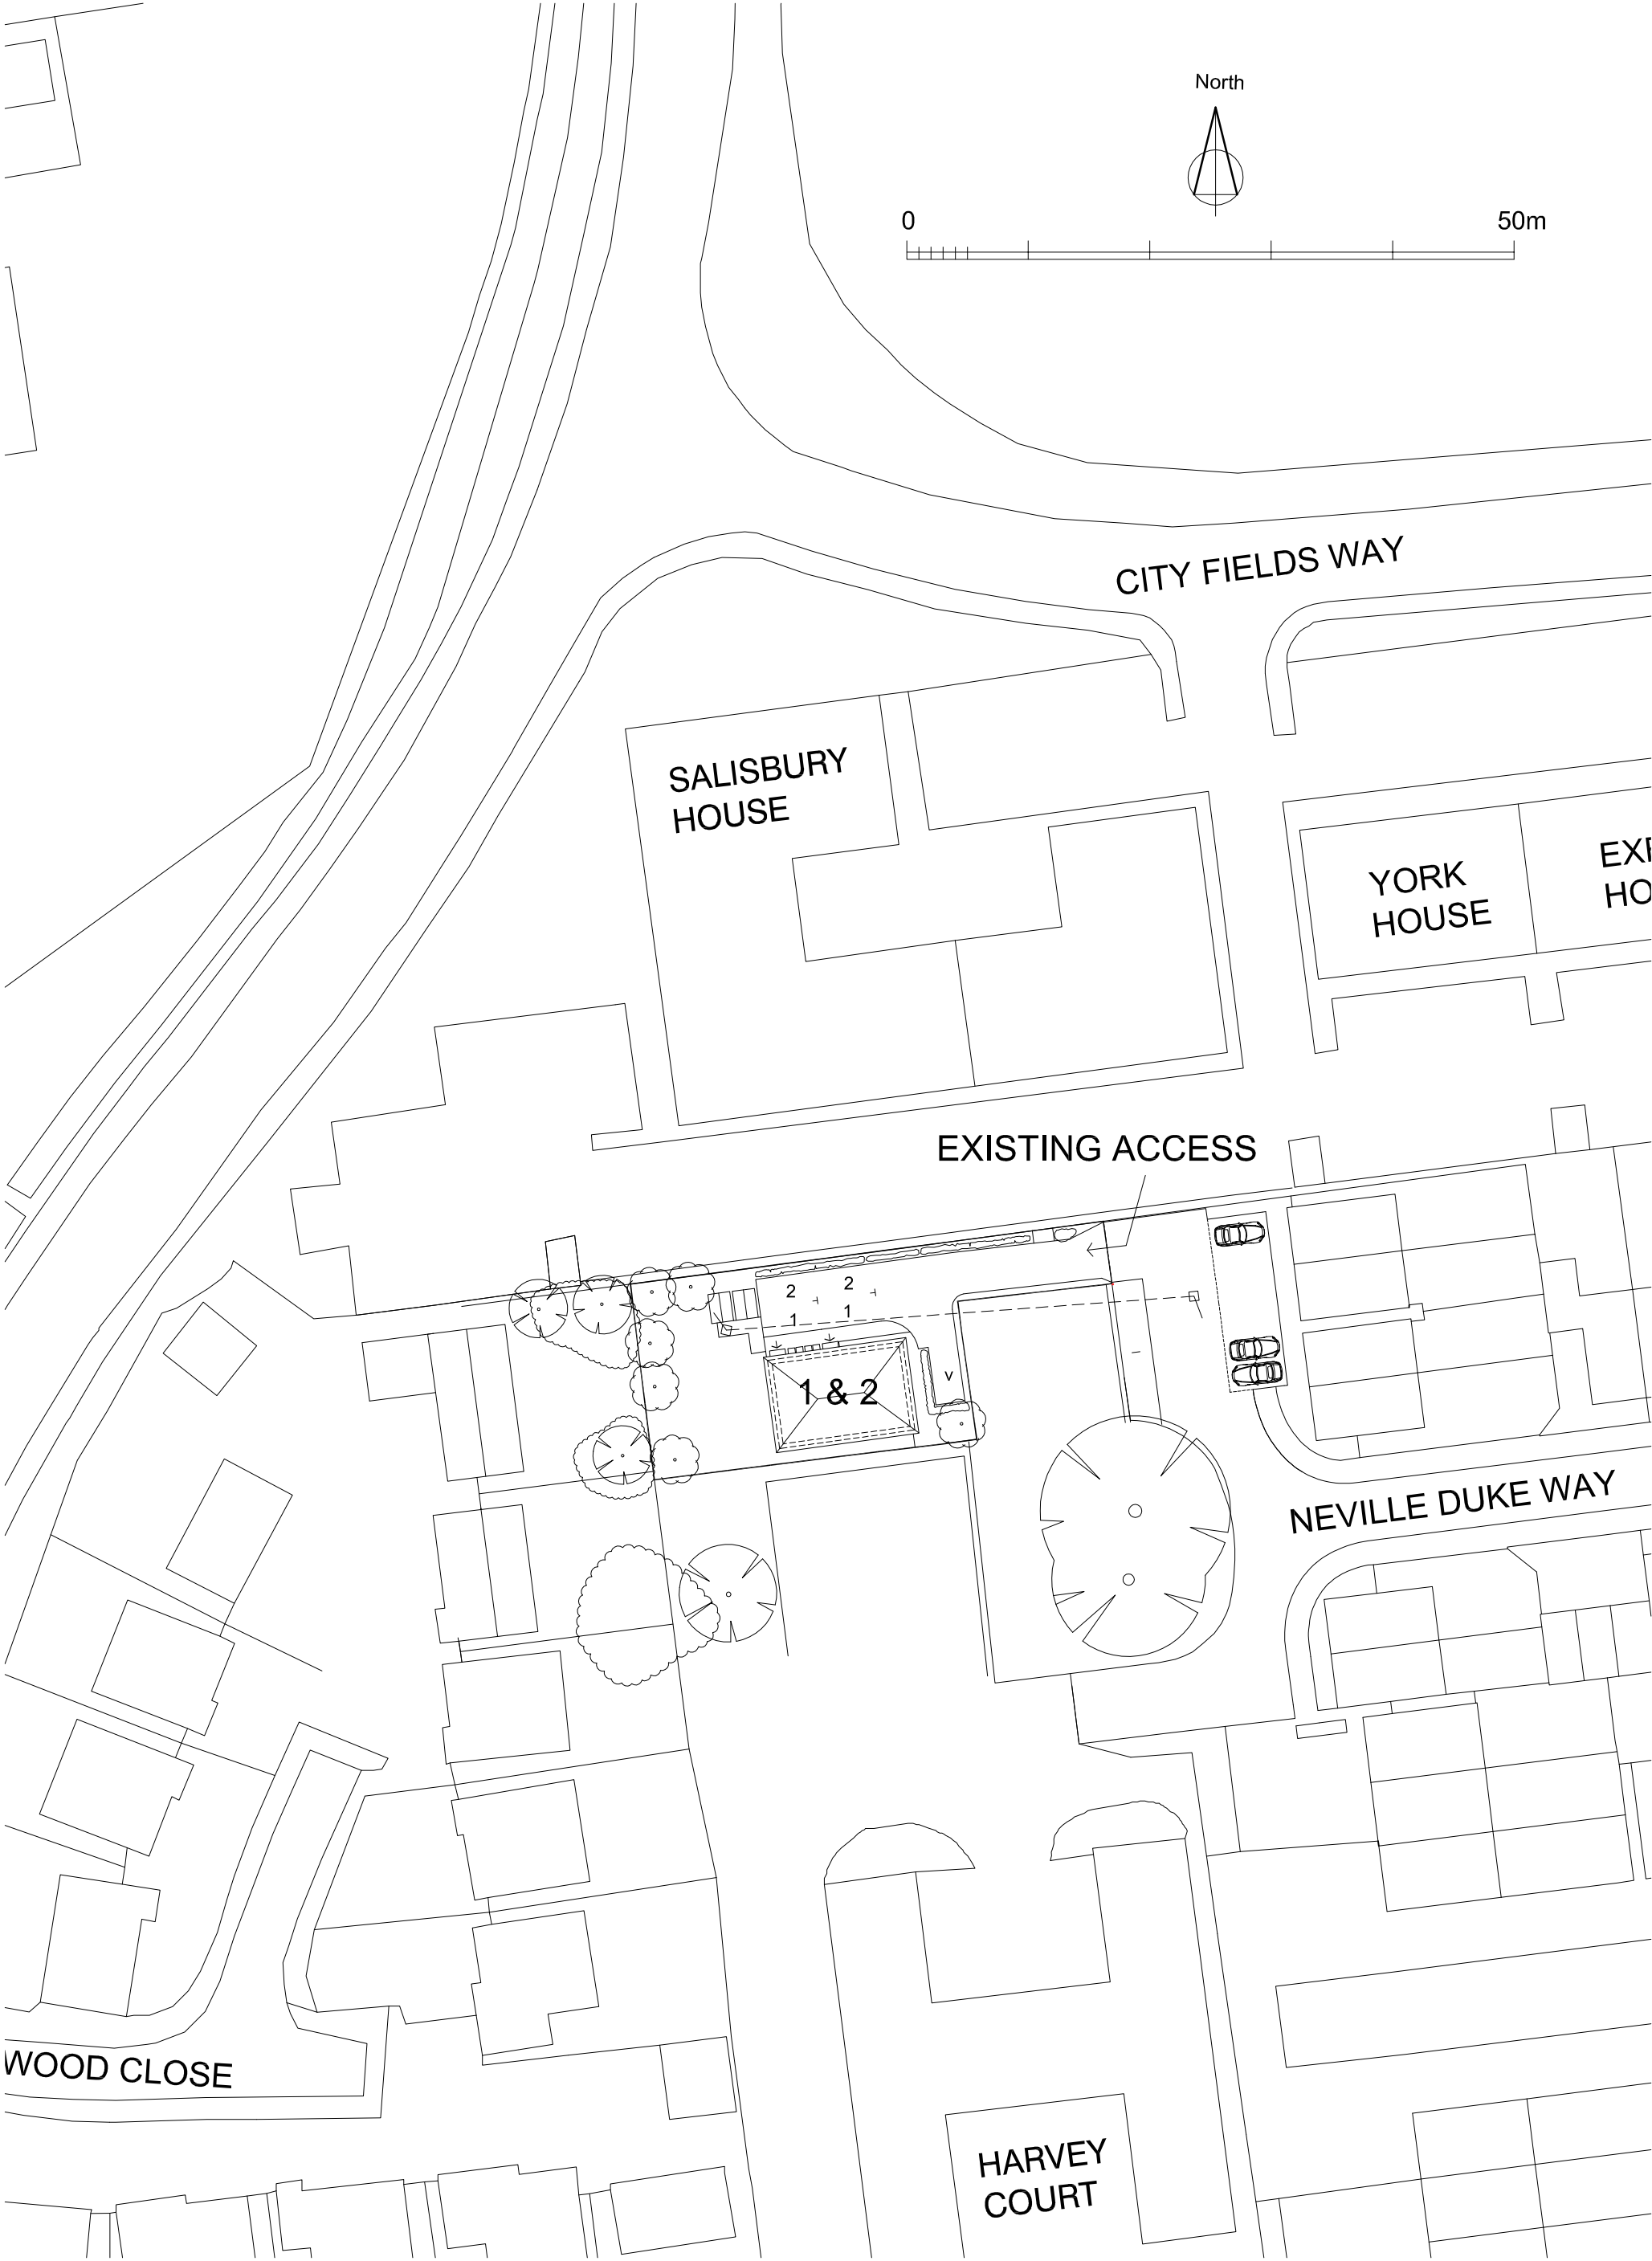 North
0 50m
CITY FIELDS WAY
SALISBURY
HOUSE
YORK
HOUSE
EXISTING ACCESS
2 2
1 1
1 & 2
v
NEVILLE DUKE WAY
WOOD CLOSE
HARVEY
COURT